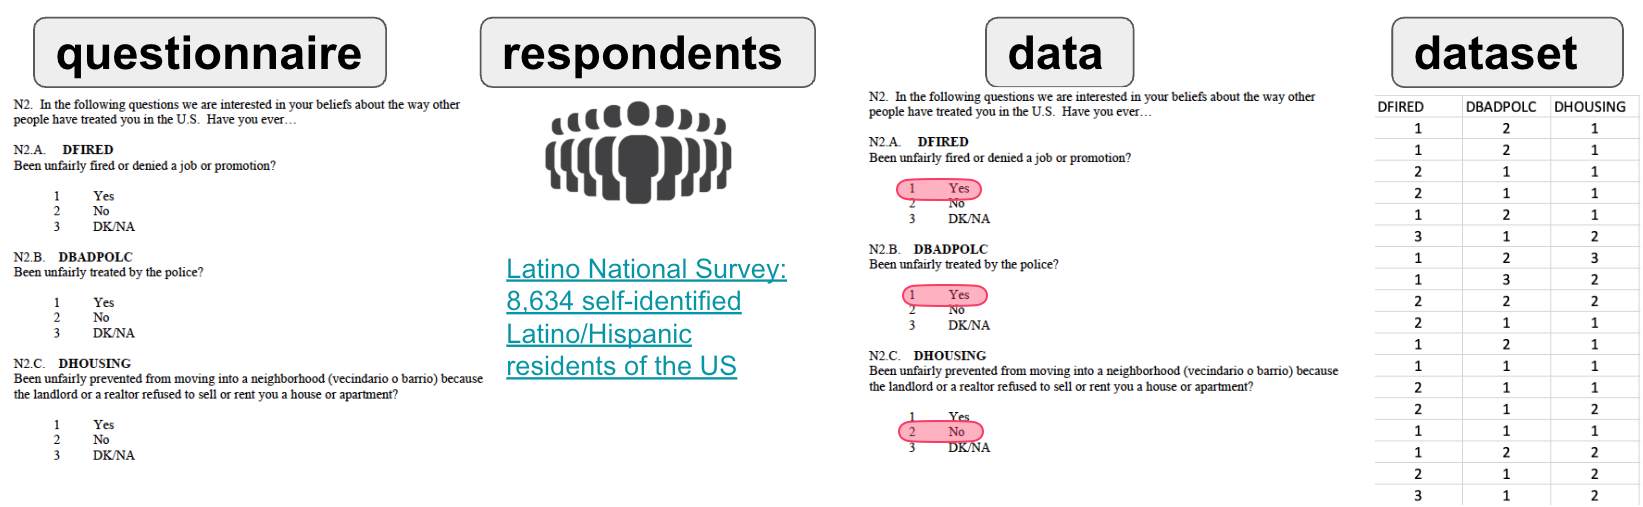 questionnaire
N2. In the following questions we are interested in your beliefs about the way other
people have treated you in the U.S. Have you ever…
N2.A. DFIRED
Been unfairly fired or denied a job or promotion?
1 Yes
2 No
3 DK/NA
N2.B. DBADPOLC
Been unfairly treated by the police?
1 Yes
2 No
3 DK/NA
N2.C. DHOUSING
Been unfairly prevented from moving into a neighborhood (vecindario o barrio) because
the landlord or a realtor refused to sell or rent you a house or apartment?
1 Yes
2 No
3 DK/NA
respondents
Latino National Survey:
8,634 self-identified
Latino/Hispanic
residents of the US
data
N2. In the following questions we are interested in your beliefs about the way other
people have treated you in the U.S. Have you ever…
N2.A. DFIRED
Been unfairly fired or denied a job or promotion?
1 Yes
2 No
3 DK/NA
N2.B. DBADPOLC
Been unfairly treated by the police?
1 Yes
2 No
3 DK/NA
N2.C. DHOUSING
Been unfairly prevented from moving into a neighborhood (vecindario o barrio) because
the landlord or a realtor refused to sell or rent you a house or apartment?
1 Yes
2 No
3 DK/NA
dataset
DFIRED DBADPOLC DHOUSING
1 2 1
1 2 1
2 1 1
2 1 1
1 2 1
3 1 2
1 2 3
1 3 2
2 2 2
2 1 1
1 2 1
1 1 1
2 1 1
2 1 2
1 1 1
1 2 2
2 1 2
3 1 2